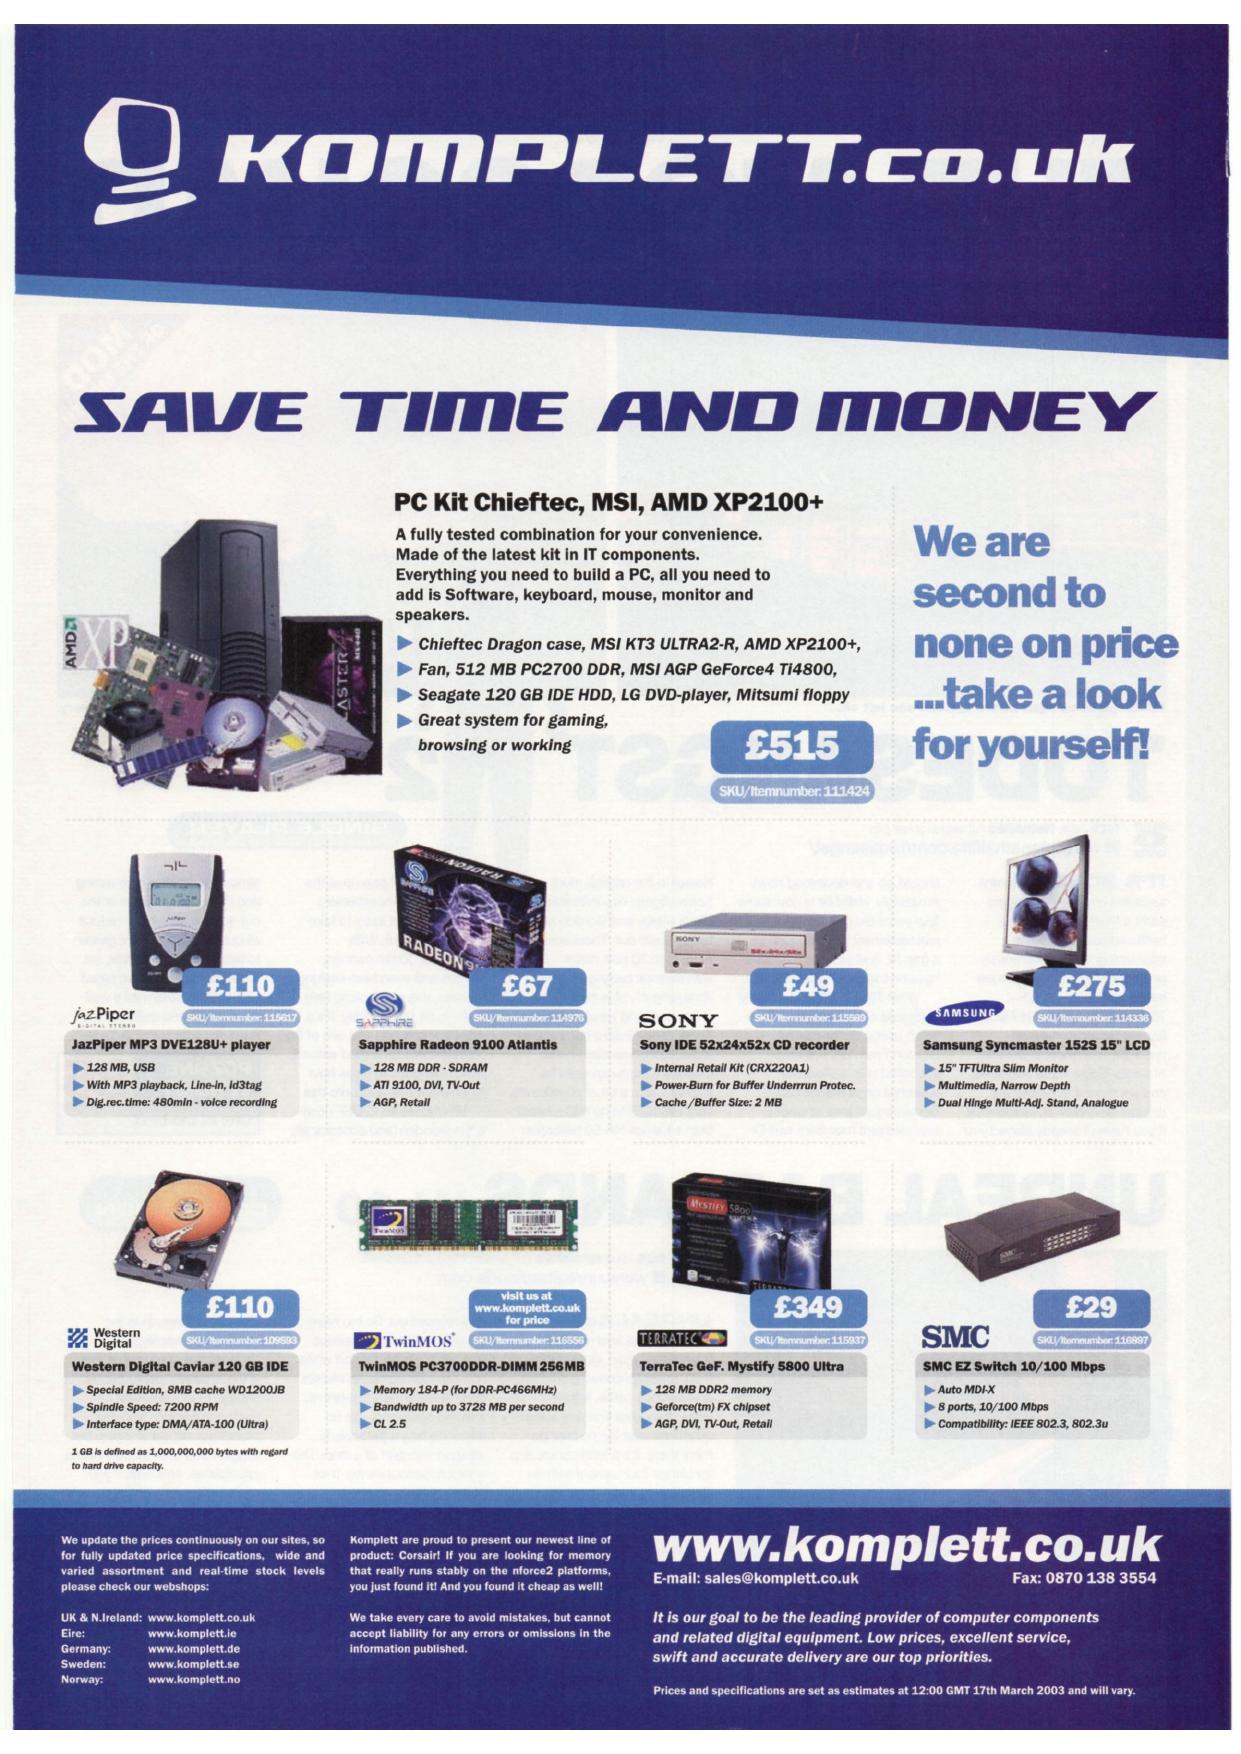 KOMPLETT.co.uk
SAVE TIME AND MONEY
PC Kit Chieftec, MSI, AMD XP2100+
A fully tested combination for your convenience.
Made of the latest kit in IT components.
Everything you need to build a PC, all you need to
add is Software, keyboard, mouse, monitor and
speakers.
Chieftec Dragon case, MSI KT3 ULTRA2-R, AMD XP2100+,
Fan, 512 MB PC2700 DDR, MSI AGP GeForce4 Ti4800,
Seagate 120 GB IDE HDD, LG DVD-player, Mitsumi floppy
Great system for gaming,
browsing or working
£515
SKU/Itemnumber: 111424
AMD XP
We are
second to
none on price
...take a look
for yourself!
£110
SKU/Itemnumber: 115617
jazPiper
DIGITAL STEREO
JazPiper MP3 DVE128U+ player
128 MB, USB
With MP3 playback, Line-in, Id3tag
Dig.rec.time: 480min - voice recording
SAPPHIRE
RADEON
£67
SKU/Itemnumber: 114976
SAPPHIRE
Sapphire Radeon 9100 Atlantis
128 MB DDR - SDRAM
ATI 9100, DVI, TV-Out
AGP, Retail
SONY
52x24x52x
£49
SKU/Itemnumber: 115589
SONY
Sony IDE 52x24x52x CD recorder
Internal Retail Kit (CRX220A1)
Power-Burn for Buffer Underrrun Protec.
Cache /Buffer Size: 2 MB
£275
SKU/Itemnumber: 114336
SAMSUNG
Samsung Syncmaster 152S 15" LCD
15" TFTUltra Slim Monitor
Multimedia, Narrow Depth
Dual Hinge Multi-Adj. Stand, Analogue
£110
SKU/Itemnumber: 109593
Western
Digital
Western Digital Caviar 120 GB IDE
Special Edition, 8MB cache WD1200JB
Spindle Speed: 7200 RPM
Interface type: DMA/ATA-100 (Ultra)
1 GB is defined as 1,000,000,000 bytes with regard
to hard drive capacity.
TwinMOS
visit us at
www.komplett.co.uk
for price
SKU/Itemnumber: 116556
TwinMOS
TwinMOS PC3700DDR-DIMM 256MB
Memory 184-P (for DDR-PC466MHz)
Bandwidth up to 3728 MB per second
CL 2.5
MYSTIFY 5800
£349
SKU/Itemnumber: 115937
TERRATEC
TerraTec GeF. Mystify 5800 Ultra
128 MB DDR2 memory
Geforce(tm) FX chipset
AGP, DVI, TV-Out, Retail
SMC
£29
SKU/Itemnumber: 116897
SMC
SMC EZ Switch 10/100 Mbps
Auto MDI-X
8 ports, 10/100 Mbps
Compatibility: IEEE 802.3, 802.3u
We update the prices continuously on our sites, so
for fully updated price specifications, wide and
varied assortment and real-time stock levels
please check our webshops:
UK & N.Ireland: www.komplett.co.uk
Eire: www.komplett.ie
Germany: www.komplett.de
Sweden: www.komplett.se
Norway: www.komplett.no
Komplett are proud to present our newest line of
product: Corsair! If you are looking for memory
that really runs stably on the nforce2 platforms,
you just found it! And you found it cheap as well!
We take every care to avoid mistakes, but cannot
accept liability for any errors or omissions in the
information published.
www.komplett.co.uk
E-mail: sales@komplett.co.uk Fax: 0870 138 3554
It is our goal to be the leading provider of computer components
and related digital equipment. Low prices, excellent service,
swift and accurate delivery are our top priorities.
Prices and specifications are set as estimates at 12:00 GMT 17th March 2003 and will vary.